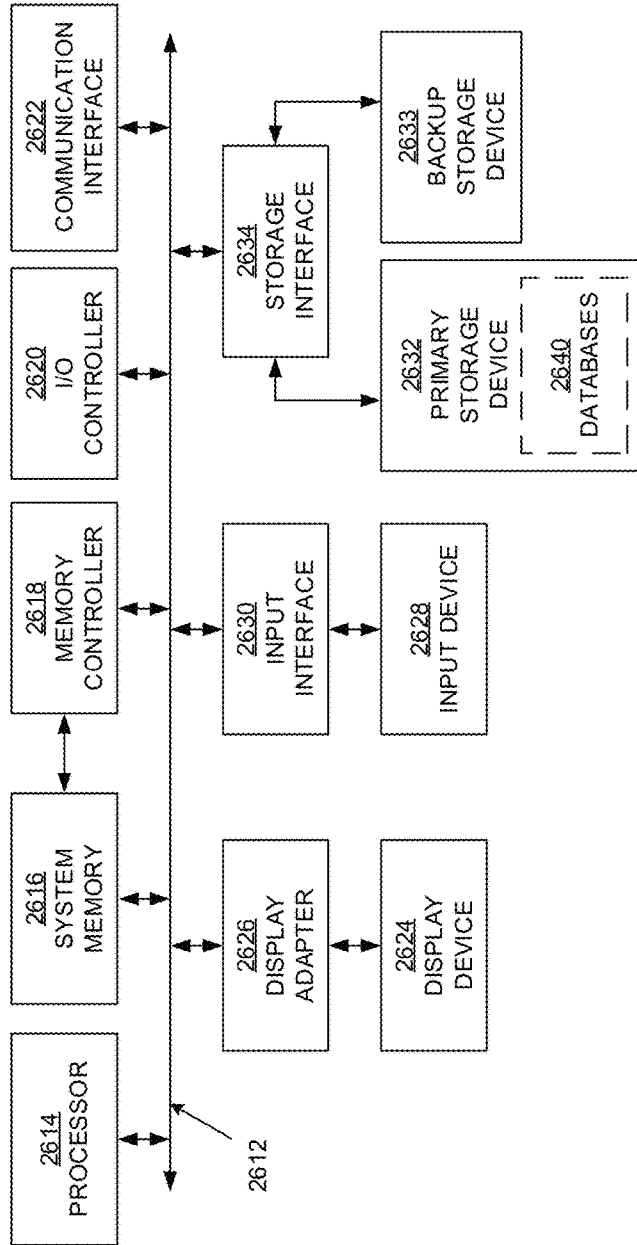 2614
PROCESSOR
2616
SYSTEM
MEMORY
2618
MEMORY
CONTROLLER
2620
I/O
CONTROLLER
2622
COMMUNICATION
INTERFACE
2612
2626
DISPLAY
ADAPTER
2630
INPUT
INTERFACE
2634
STORAGE
INTERFACE
2624
DISPLAY
DEVICE
2628
INPUT DEVICE
2632
PRIMARY
STORAGE
DEVICE
2640
DATABASES
2633
BACKUP
STORAGE
DEVICE